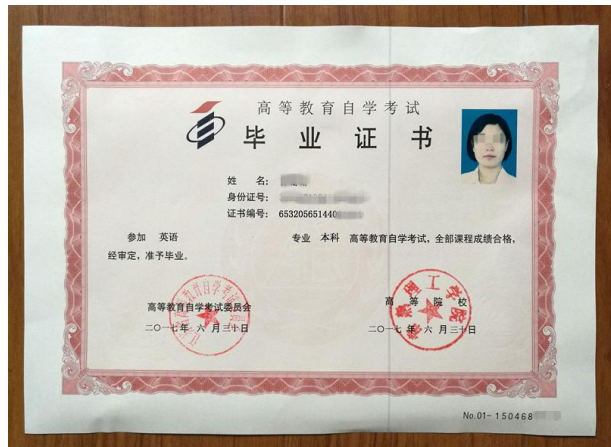 高等教育自学考试
毕业证书
姓 名：
身份证号：
证书编号：653205651440
参加 英语 专业 本科 高等教育自学考试，全部课程成绩合格，
经审定，准予毕业。
高等教育自学考试委员会 高 等 院 校
二〇一七年 六 月三十日 二〇一七年 六 月三十日
理工学院
No.01-150468